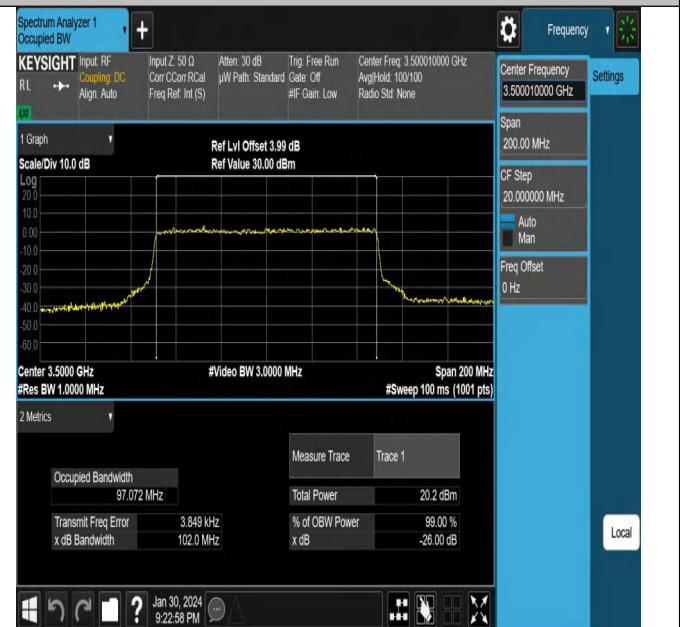 Spectrum Analyzer 1
Occupied BW
+
Frequency
KEYSIGHT
R L
Input: RF
Coupling: DC
Align: Auto
Input Z: 50 Ω
Corr CCorr RCal
Freq Ref: Int (S)
Atten: 30 dB
µW Path: Standard
Trig: Free Run
Gate: Off
#IF Gain: Low
Center Freq: 3.500010000 GHz
Avg|Hold: 100/100
Radio Std: None
Center Frequency
3.500010000 GHz
Settings
Span
200.00 MHz
CF Step
20.000000 MHz
Auto
Man
Freq Offset
0 Hz
Local
1 Graph
Scale/Div 10.0 dB
Ref Lvl Offset 3.99 dB
Ref Value 30.00 dBm
Log
20.0
10.0
0.00
-10.0
-20.0
-30.0
-40.0
-50.0
-60.0
Center 3.5000 GHz
#Res BW 1.0000 MHz
#Video BW 3.0000 MHz
Span 200 MHz
#Sweep 100 ms (1001 pts)
2 Metrics
Measure Trace
Trace 1
Occupied Bandwidth
97.072 MHz
Total Power
20.2 dBm
Transmit Freq Error
3.849 kHz
% of OBW Power
99.00 %
x dB Bandwidth
102.0 MHz
x dB
-26.00 dB
?
Jan 30, 2024
9:22:58 PM